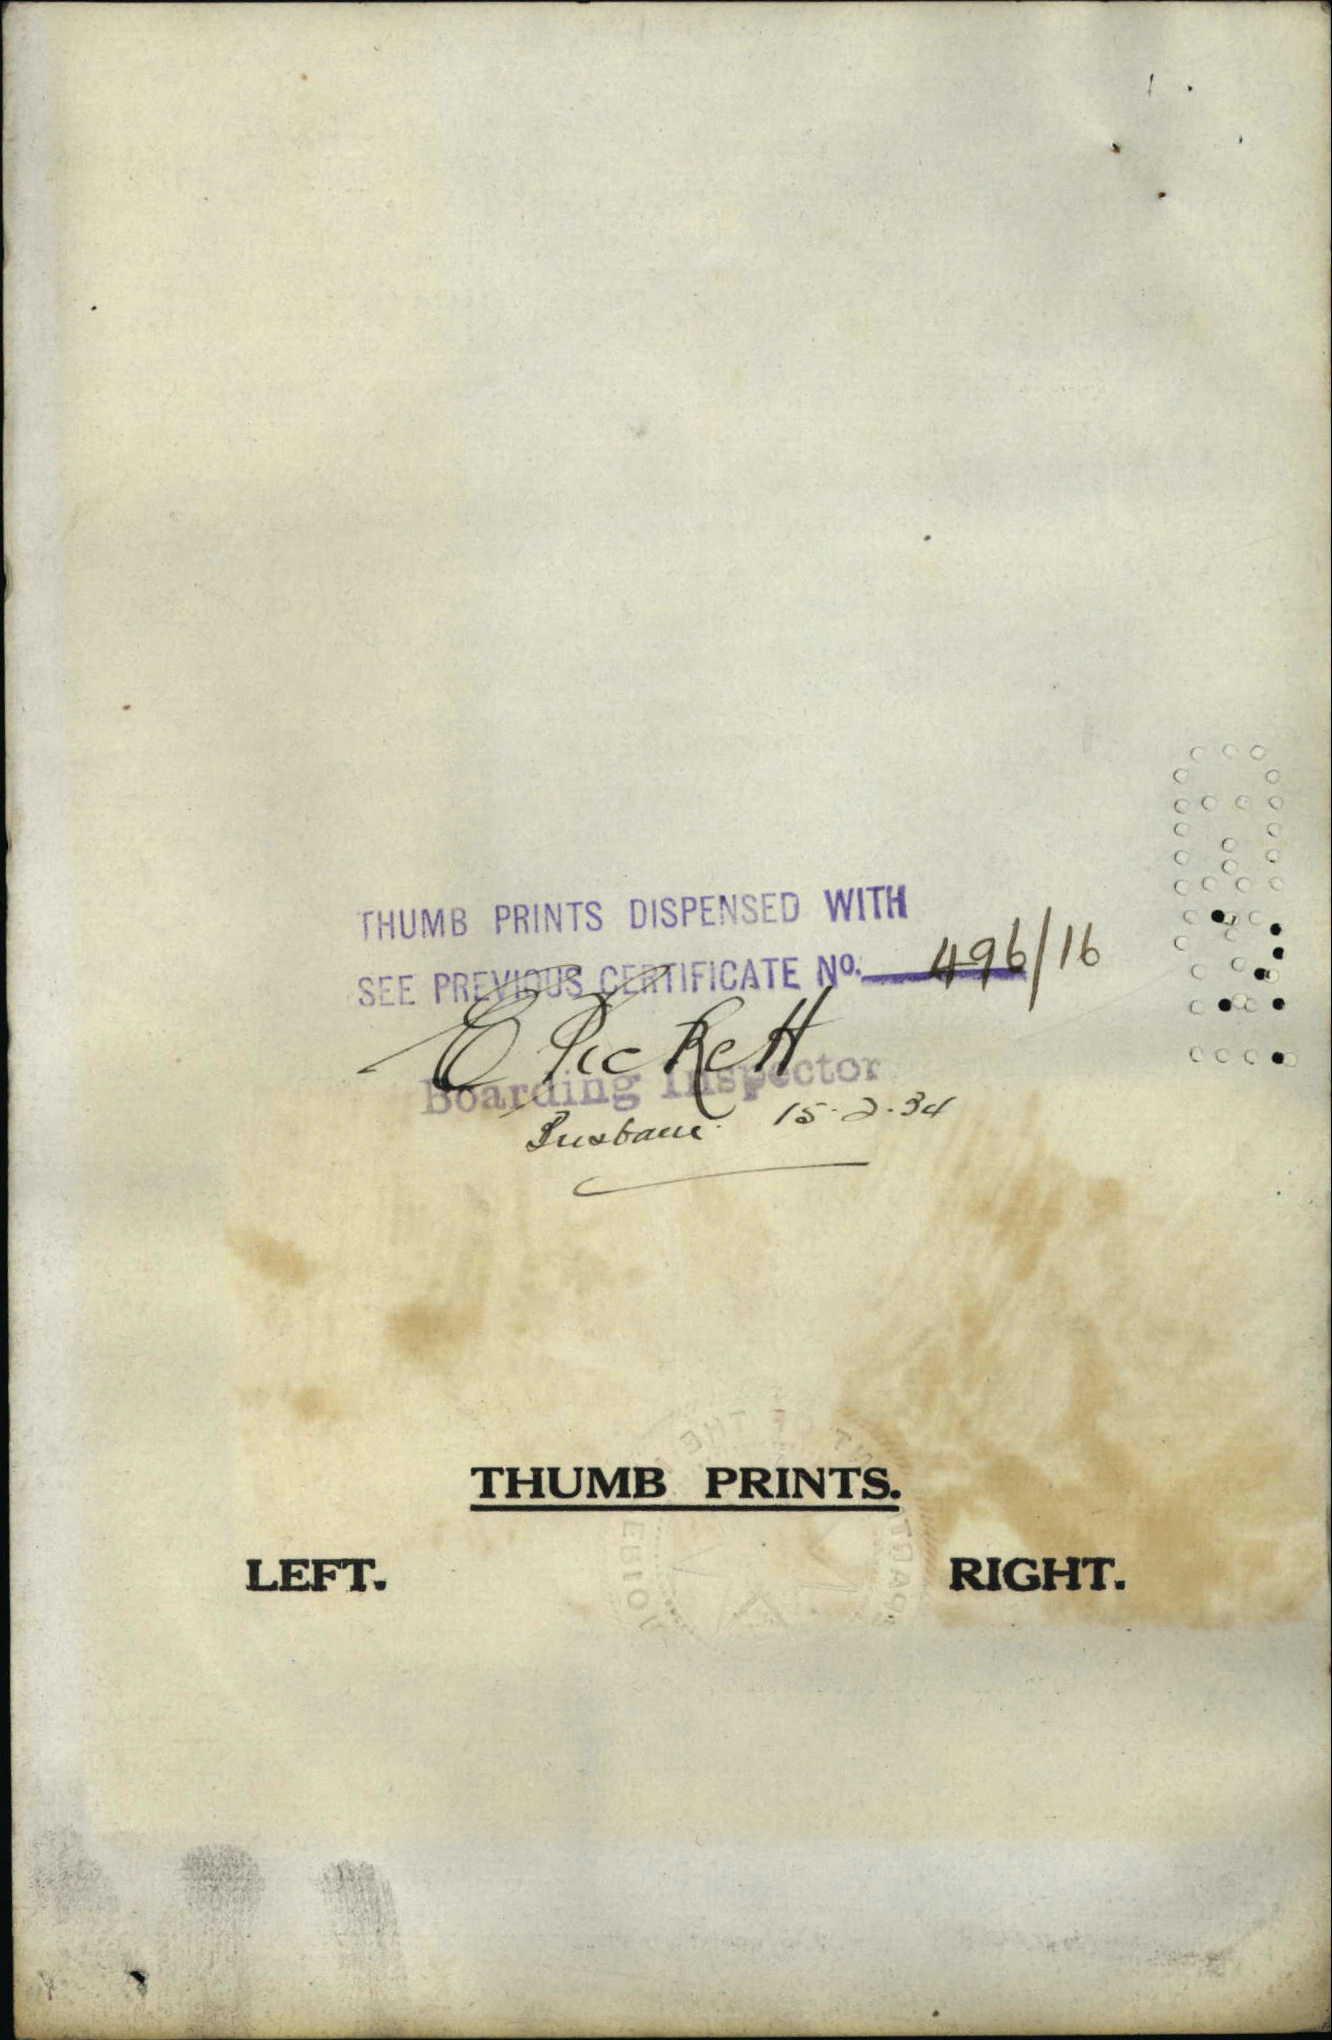 THUMB PRINTS DISPENSED WITH
SEE PREVIOUS CERTIFICATE No. 496/16
E Pickett
Boarding Inspector
Brisbane. 15-2-34
THUMB PRINTS.
LEFT. RIGHT.